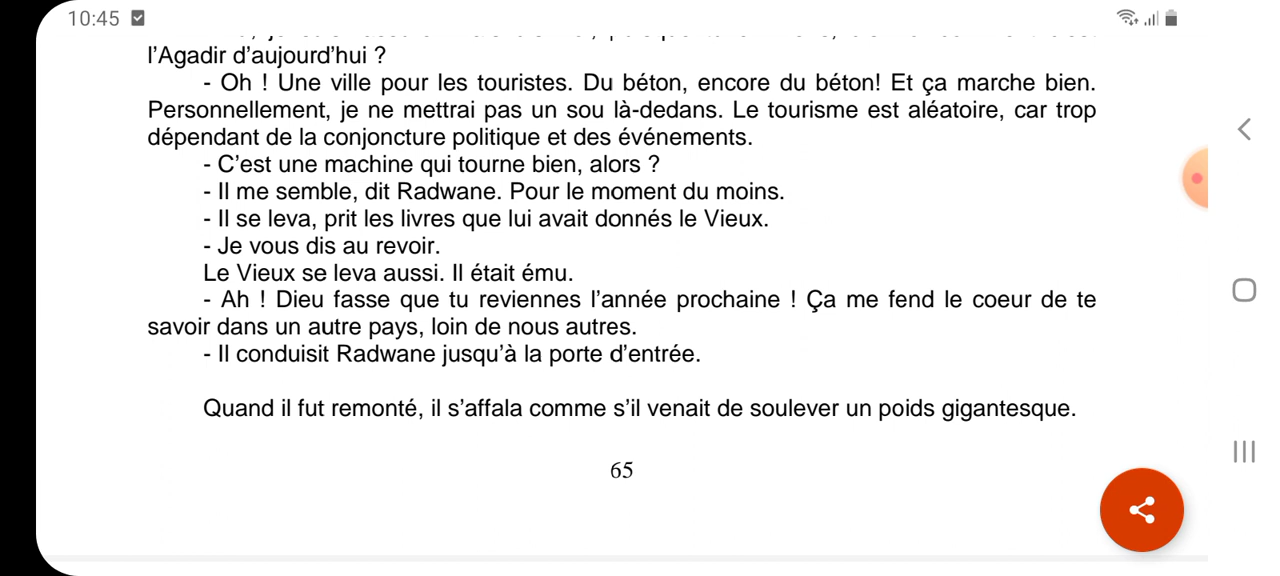 10:45
l'Agadir d'aujourd'hui ?
- Oh ! Une ville pour les touristes. Du béton, encore du béton! Et ça marche bien.
Personnellement, je ne mettrai pas un sou là-dedans. Le tourisme est aléatoire, car trop
dépendant de la conjoncture politique et des événements.
- C'est une machine qui tourne bien, alors ?
- Il me semble, dit Radwane. Pour le moment du moins.
- Il se leva, prit les livres que lui avait donnés le Vieux.
- Je vous dis au revoir.
Le Vieux se leva aussi. Il était ému.
- Ah ! Dieu fasse que tu reviennes l'année prochaine ! Ça me fend le coeur de te
savoir dans un autre pays, loin de nous autres.
- Il conduisit Radwane jusqu'à la porte d'entrée.
Quand il fut remonté, il s'affala comme s'il venait de soulever un poids gigantesque.
65